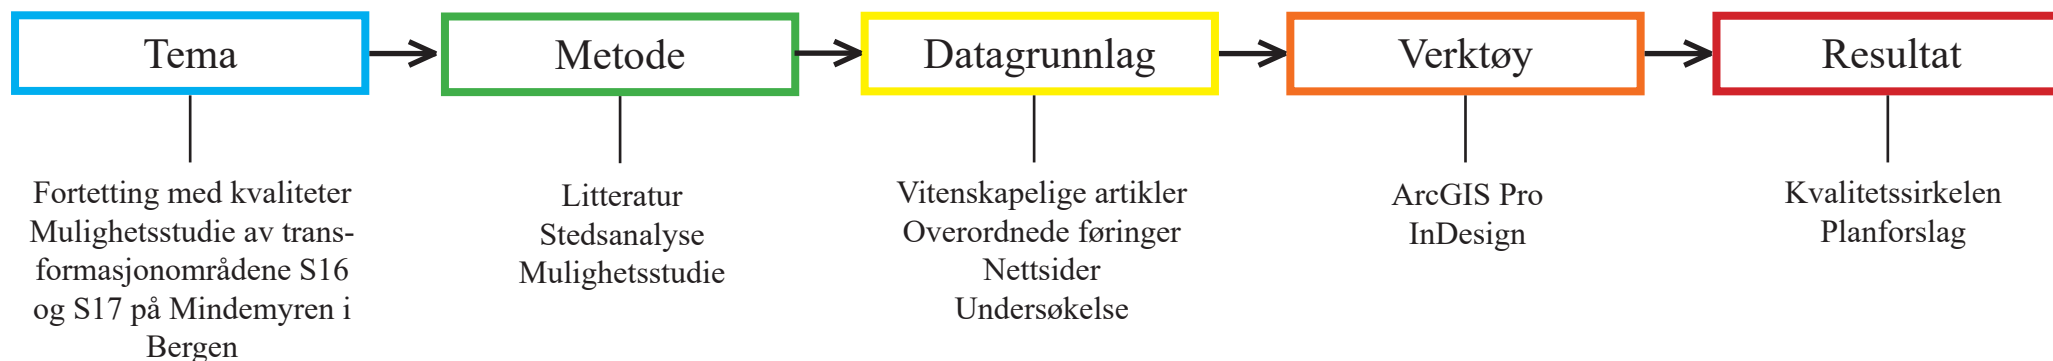 Tema
Metode
Datagrunnlag
Verktøy
Resultat
Fortetting med kvaliteter
Mulighetsstudie av trans-
formasjonområdene S16
og S17 på Mindemyren i
Bergen
Litteratur
Stedsanalyse
Mulighetsstudie
Vitenskapelige artikler
Overordnede føringer
Nettsider
Undersøkelse
ArcGIS Pro
InDesign
Kvalitetssirkelen
Planforslag